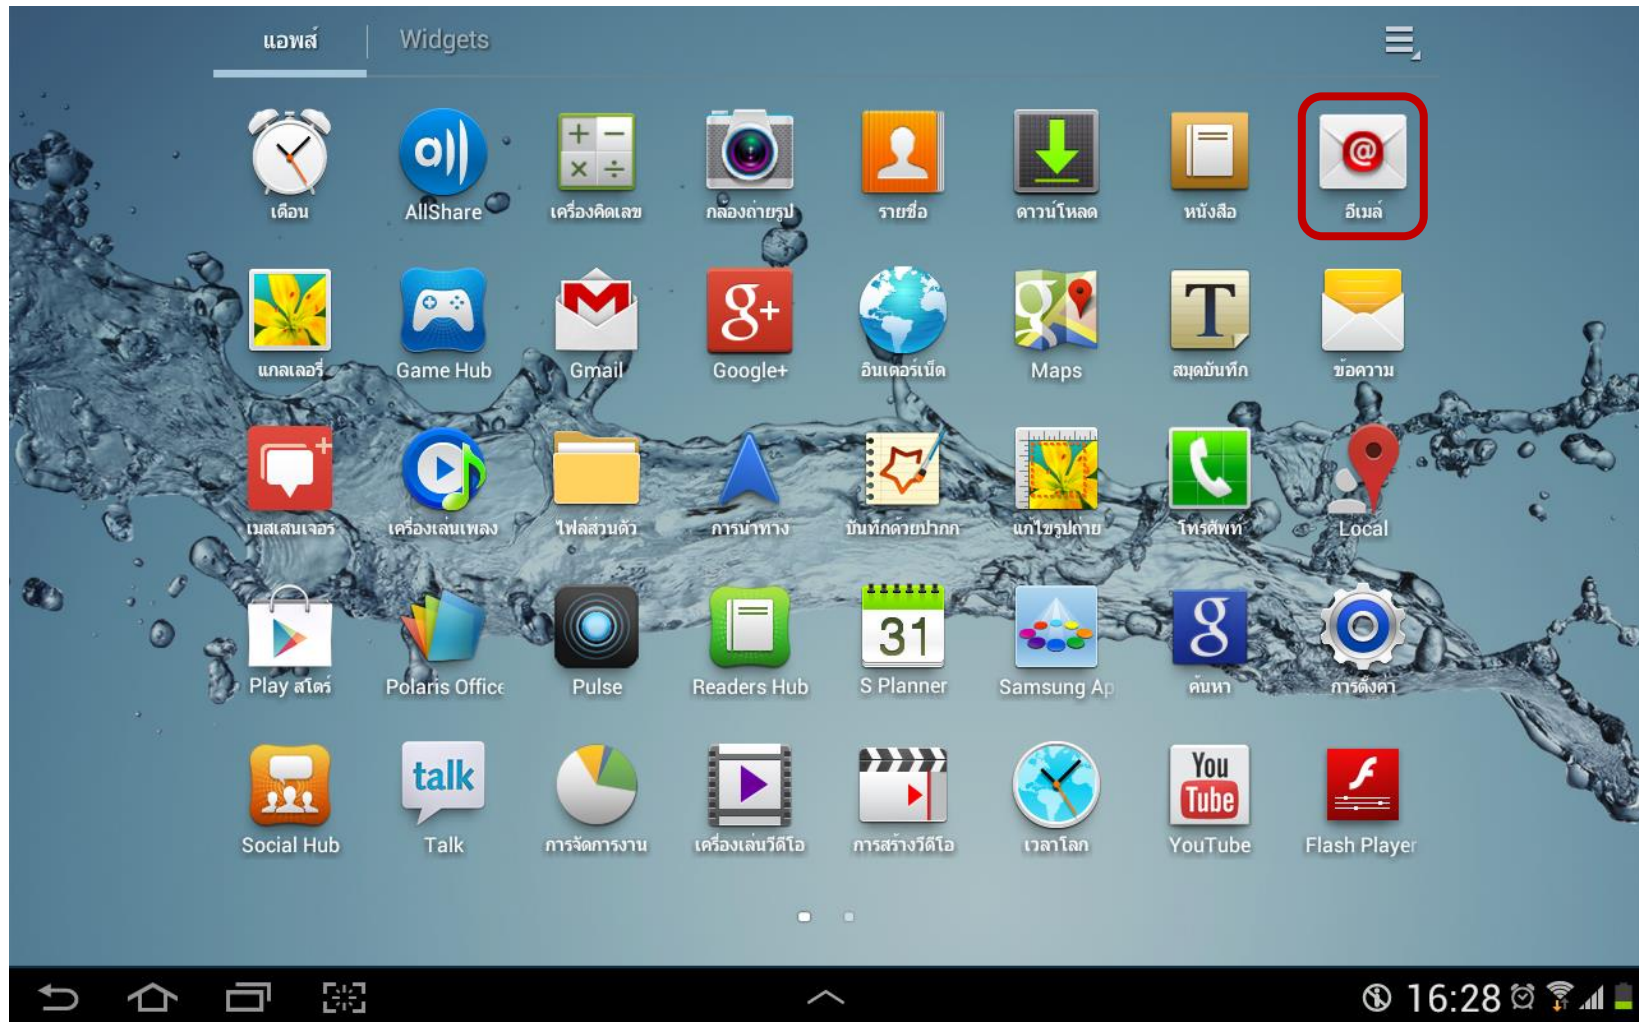 แอพส์ Widgets
เตือน AllShare เครื่องคิดเลข กล้องถ่ายรูป รายชื่อ ดาวน์โหลด หนังสือ อีเมล์
แกลเลอรี่ Game Hub Gmail Google+ อินเตอร์เน็ต Maps สมุดบันทึก ข้อความ
เมสเสนเจอร์ เครื่องเล่นเพลง ไฟล์ส่วนตัว การนำทาง บันทึกด้วยปากกา แก้ไขรูปถ่าย โทรศัพท์ Local
31
Play สโตร์ Polaris Office Pulse Readers Hub S Planner Samsung Ap ค้นหา การตั้งค่า
talk You Tube
Social Hub Talk การจัดการงาน เครื่องเล่นวีดีโอ การสร้างวีดีโอ เวลาโลก YouTube Flash Player
16:28